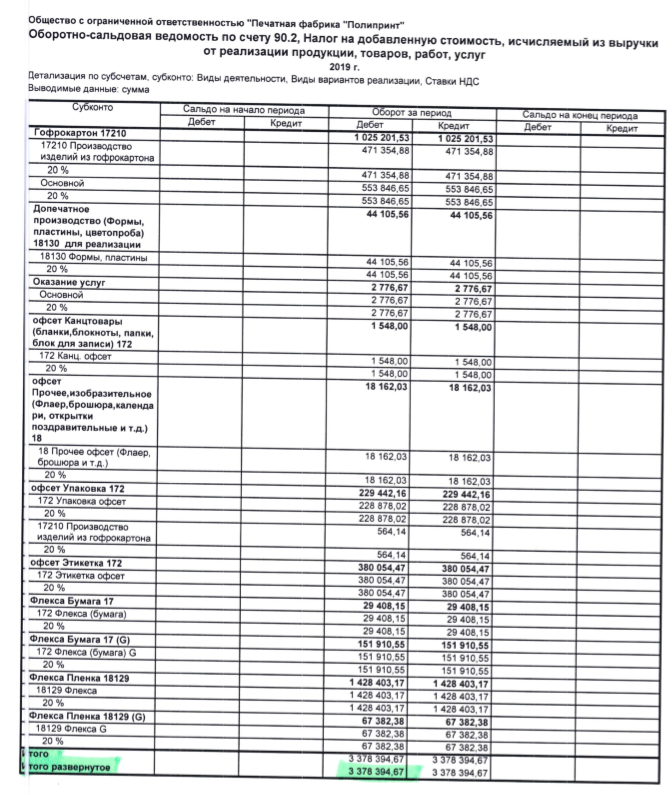 Общество с ограниченной ответственностью "Печатная фабрика "Полипринт"
Оборотно-сальдовая ведомость по счету 90.2, Налог на добавленную стоимость, исчисляемый из выручки
от реализации продукции, товаров, работ, услуг
2019 г.
Детализация по субсчетам, субконто: Виды деятельности, Виды вариантов реализации, Ставки НДС
Выводимые данные: сумма
Субконто Сальдо на начало периода Оборот за период Сальдо на конец периода
Дебет Кредит Дебет Кредит Дебет Кредит
Гофрокартон 17210 1 025 201,53 1 025 201,53
17210 Производство 471 354,88 471 354,88
изделий из гофрокартона
20 % 471 354,88 471 354,88
Основной 553 846,65 553 846,65
20 % 553 846,65 553 846,65
Допечатное 44 105,56 44 105,56
производство (Формы,
пластины, цветопроба)
18130 для реализации
18130 Формы, пластины 44 105,56 44 105,56
20 % 44 105,56 44 105,56
Оказание услуг 2 776,67 2 776,67
Основной 2 776,67 2 776,67
20 % 2 776,67 2 776,67
офсет Канцтовары 1 548,00 1 548,00
(бланки,блокноты, папки,
блок для записи) 172
172 Канц. офсет 1 548,00 1 548,00
20 % 1 548,00 1 548,00
офсет 18 162,03 18 162,03
Прочее,изобразительное
(Флаер,брошюра,календа
ри, открытки
поздравительные и т.д.)
18
18 Прочее офсет (Флаер, 18 162,03 18 162,03
брошюра и т.д.)
20 % 18 162,03 18 162,03
офсет Упаковка 172 229 442,16 229 442,16
172 Упаковка офсет 228 878,02 228 878,02
20 % 228 878,02 228 878,02
17210 Производство 564,14 564,14
изделий из гофрокартона
20 % 564,14 564,14
офсет Этикетка 172 380 054,47 380 054,47
172 Этикетка офсет 380 054,47 380 054,47
20 % 380 054,47 380 054,47
Флекса Бумага 17 29 408,15 29 408,15
172 Флекса (бумага) 29 408,15 29 408,15
20 % 29 408,15 29 408,15
Флекса Бумага 17 (G) 151 910,55 151 910,55
172 Флекса (бумага) G 151 910,55 151 910,55
20 % 151 910,55 151 910,55
Флекса Пленка 18129 1 428 403,17 1 428 403,17
18129 Флекса 1 428 403,17 1 428 403,17
20 % 1 428 403,17 1 428 403,17
Флекса Пленка 18129 (G) 67 382,38 67 382,38
18129 Флекса G 67 382,38 67 382,38
20 % 67 382,38 67 382,38
Итого 3 378 394,67 3 378 394,67
Итого развернутое 3 378 394,67 3 378 394,67